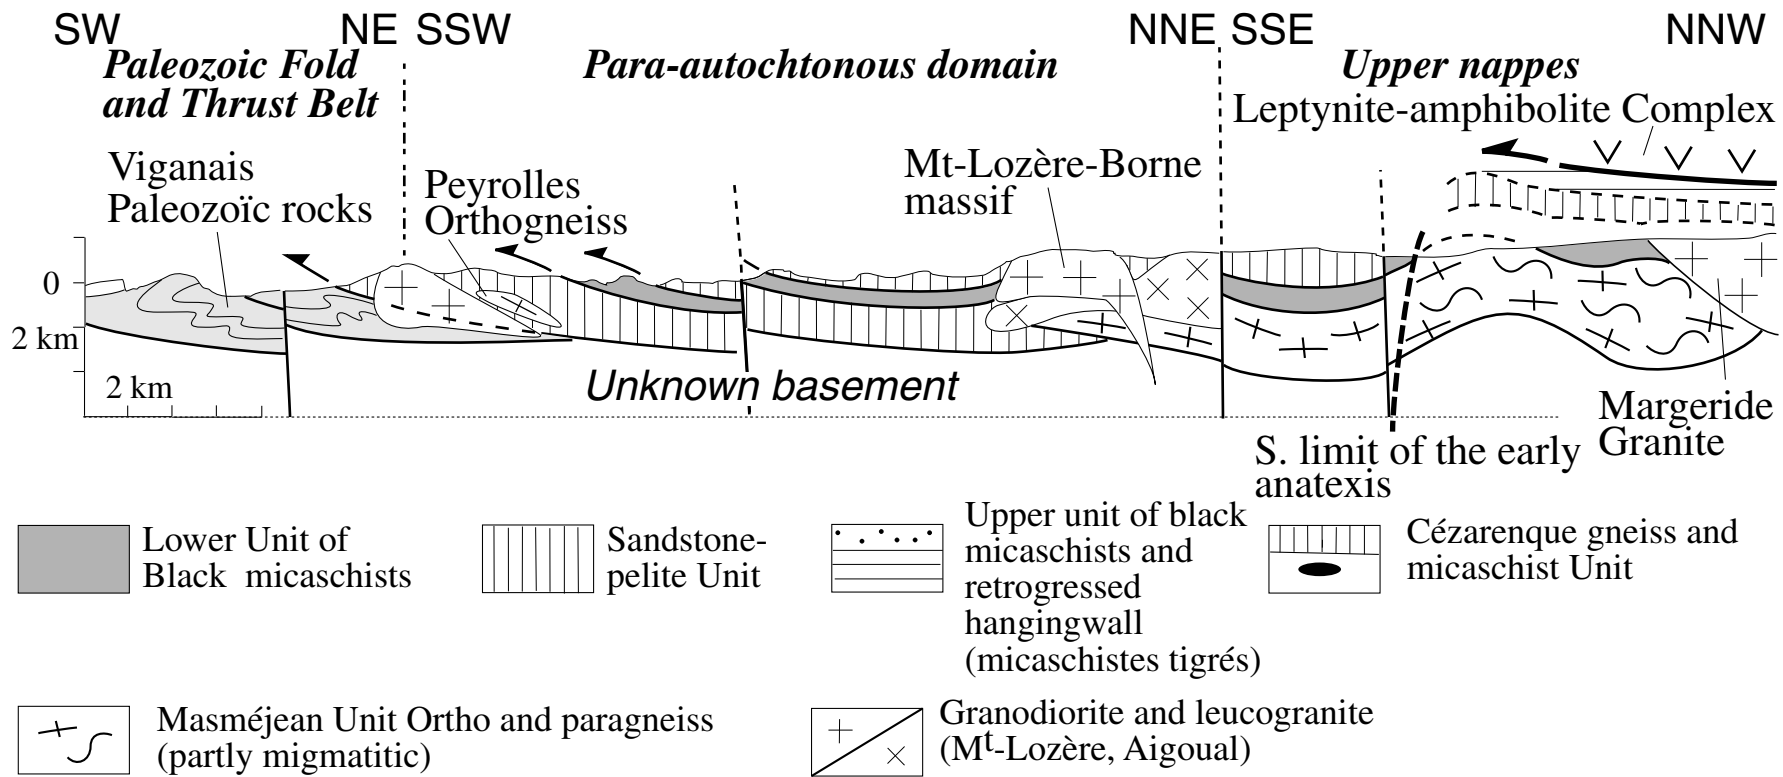 SW NE SSW NNE SSE NNW
Paleozoic Fold
and Thrust Belt
Para-autochtonous domain
Upper nappes
Leptynite-amphibolite Complex
Viganais
Paleozoïc rocks
Peyrolles
Orthogneiss
Mt-Lozère-Borne
massif
0
2 km
2 km
Unknown basement
Margeride
Granite
S. limit of the early
anatexis
Lower Unit of
Black micaschists
Sandstone-
pelite Unit
Upper unit of black
micaschists and
retrogressed
hangingwall
(micaschistes tigrés)
Cézarenque gneiss and
micaschist Unit
Masméjean Unit Ortho and paragneiss
(partly migmatitic)
Granodiorite and leucogranite
(Mt-Lozère, Aigoual)